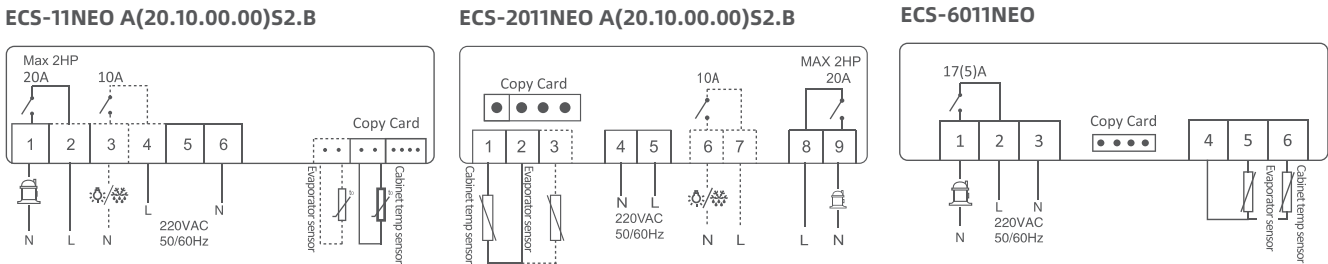 ECS-11NEO A(20.10.00.00)S2.B
Max 2HP
20A
10A
Copy Card
1 2 3 4 5 6
Evaporator sensor
Cabinet temp sensor
L N
220VAC
50/60Hz
N L N
ECS-2011NEO A(20.10.00.00)S2.B
Copy Card
10A
MAX 2HP
20A
1 2 3 4 5 6 7 8 9
Cabinet temp sensor
Evaporator sensor
N L
220VAC
50/60Hz
N L L N
ECS-6011NEO
17(5)A
Copy Card
1 2 3 4 5 6
Evaporator sensor
Cabinet temp sensor
L N
220VAC
50/60Hz
N